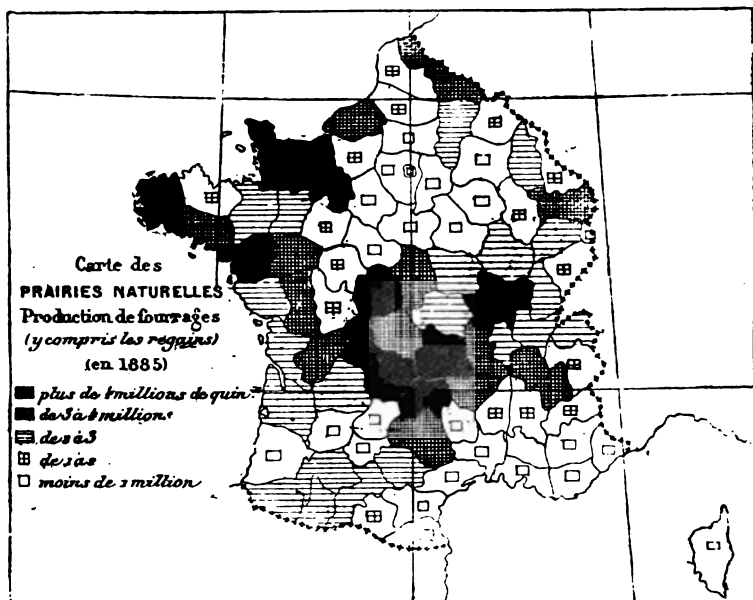 Carte des
PRAIRIES NATURELLES
Production de fourrages
(y compris les regains)
(en 1885)
plus de 4 millions de quin.
de 3 à 4 millions
de 2 à 3
de 1 à 2
moins de 1 million